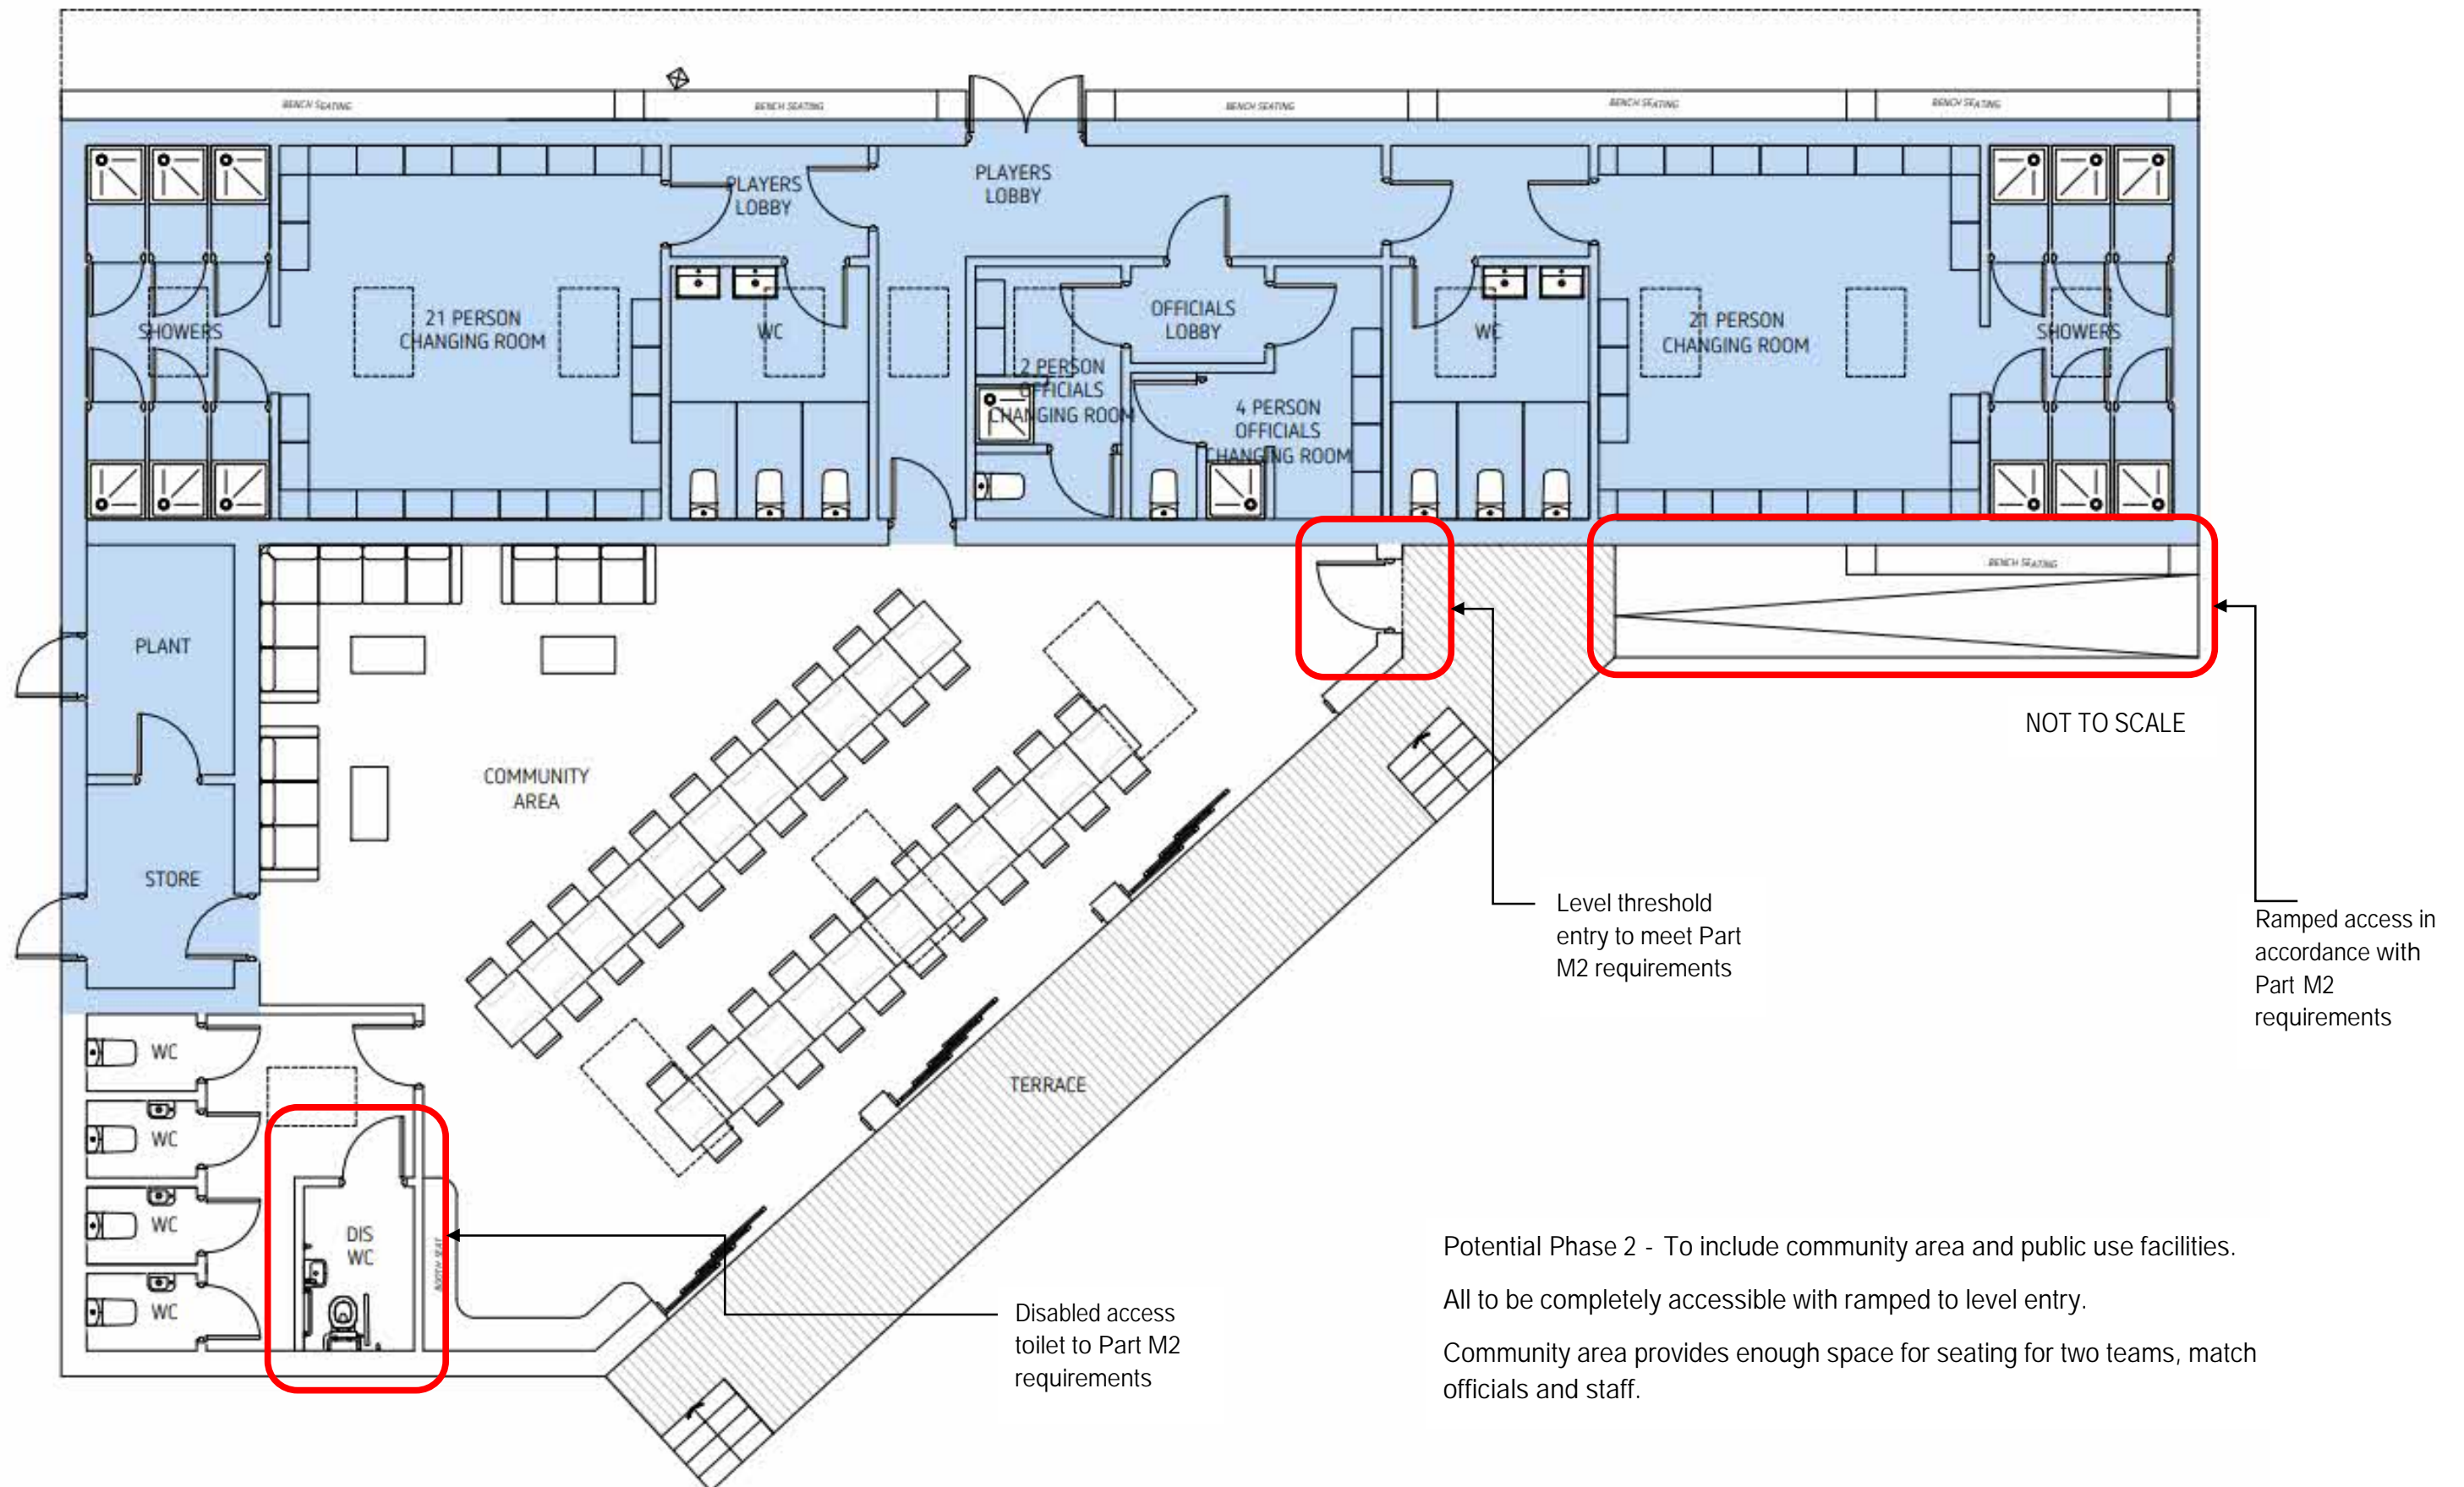 BENCH SEATING
BENCH SEATING
BENCH SEATING
BENCH SEATING
BENCH SEATING
PLAYERS
LOBBY
PLAYERS
LOBBY
SHOWERS
21 PERSON
CHANGING ROOM
WC
2 PERSON
OFFICIALS
CHANGING ROOM
OFFICIALS
LOBBY
4 PERSON
OFFICIALS
CHANGING ROOM
WC
21 PERSON
CHANGING ROOM
SHOWERS
BENCH SEATING
PLANT
NOT TO SCALE
COMMUNITY
AREA
STORE
Level threshold
entry to meet Part
M2 requirements
Ramped access in
accordance with
Part M2
requirements
WC
WC
WC
WC
DIS
WC
BOOTH SEAT
TERRACE
Disabled access
toilet to Part M2
requirements
Potential Phase 2 - To include community area and public use facilities.
All to be completely accessible with ramped to level entry.
Community area provides enough space for seating for two teams, match
officials and staff.